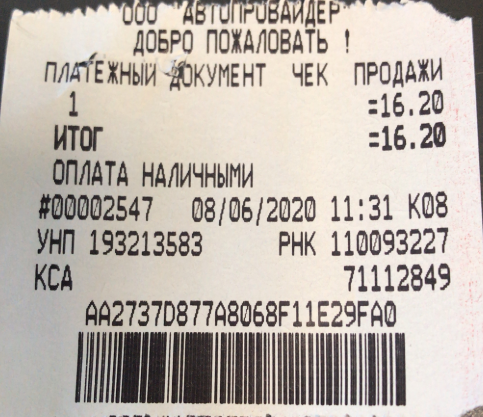 ООО "АВТОПРОВАЙДЕР"
ДОБРО ПОЖАЛОВАТЬ !
ПЛАТЕЖНЫЙ ДОКУМЕНТ ЧЕК ПРОДАЖИ
1 =16.20
ИТОГ =16.20
ОПЛАТА НАЛИЧНЫМИ
#00002547 08/06/2020 11:31 К08
УНП 193213583 РНК 110093227
КСА 71112849
AA2737D877A8068F11E29FA0